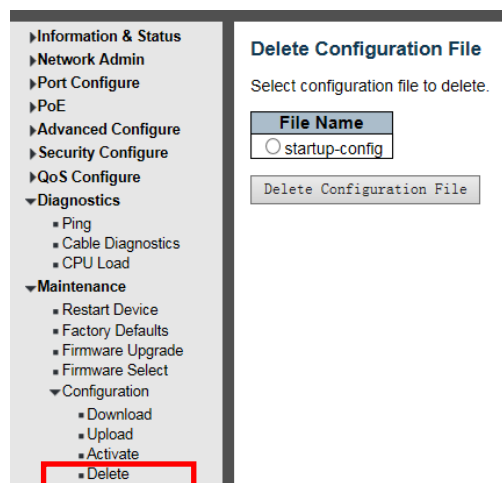 Information & Status
Network Admin
Port Configure
PoE
Advanced Configure
Security Configure
QoS Configure
Diagnostics
Ping
Cable Diagnostics
CPU Load
Maintenance
Restart Device
Factory Defaults
Firmware Upgrade
Firmware Select
Configuration
Download
Upload
Activate
Delete
Delete Configuration File
Select configuration file to delete.
File Name
startup-config
Delete Configuration File